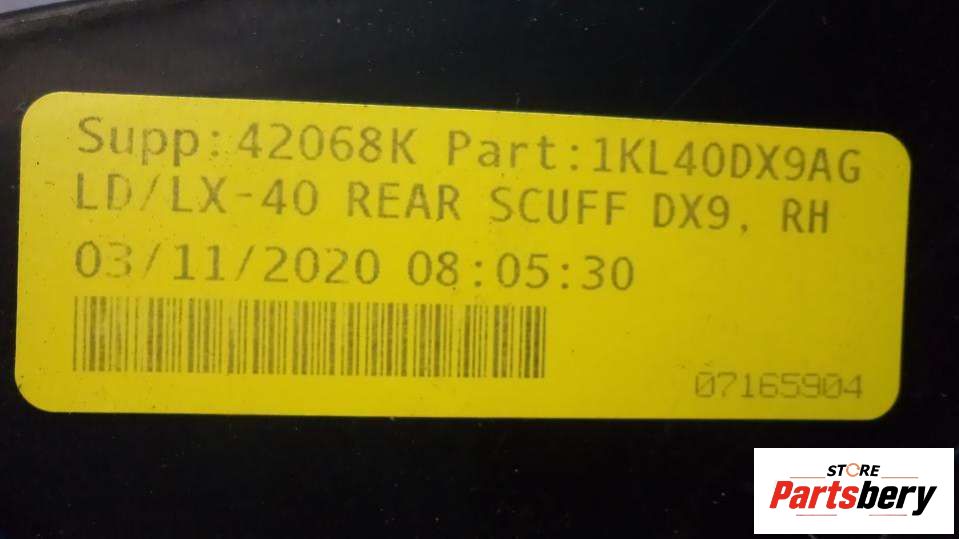 Supp:42068K Part:1KL40DX9AG
LD/LX-40 REAR SCUFF DX9, RH
03/11/2020 08:05:30
07165904
STORE
Partsbery